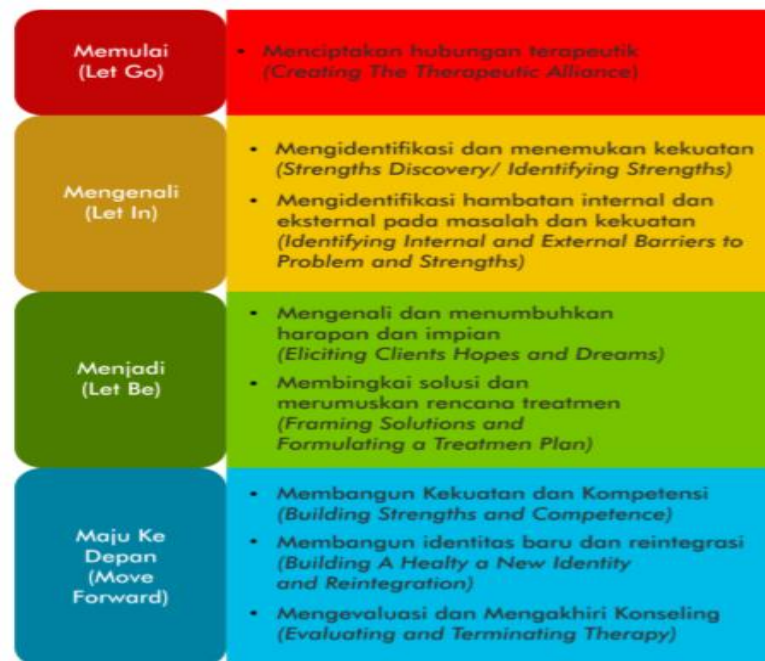 Memulai
(Let Go)
• Menciptakan hubungan terapeutik
(Creating The Therapeutic Alliance)
Mengenali
(Let In)
• Mengidentifikasi dan menemukan kekuatan
(Strengths Discovery/ Identifying Strengths)
• Mengidentifikasi hambatan internal dan
eksternal pada masalah dan kekuatan
(Identifying Internal and External Barriers to
Problem and Strengths)
Menjadi
(Let Be)
• Mengenali dan menumbuhkan
harapan dan impian
(Eliciting Clients Hopes and Dreams)
• Membingkai solusi dan
merumuskan rencana treatmen
(Framing Solutions and
Formulating a Treatmen Plan)
Maju Ke
Depan
(Move
Forward)
• Membangun Kekuatan dan Kompetensi
(Building Strengths and Competence)
• Membangun identitas baru dan reintegrasi
(Building A Healty a New Identity
and Reintegration)
• Mengevaluasi dan Mengakhiri Konseling
(Evaluating and Terminating Therapy)